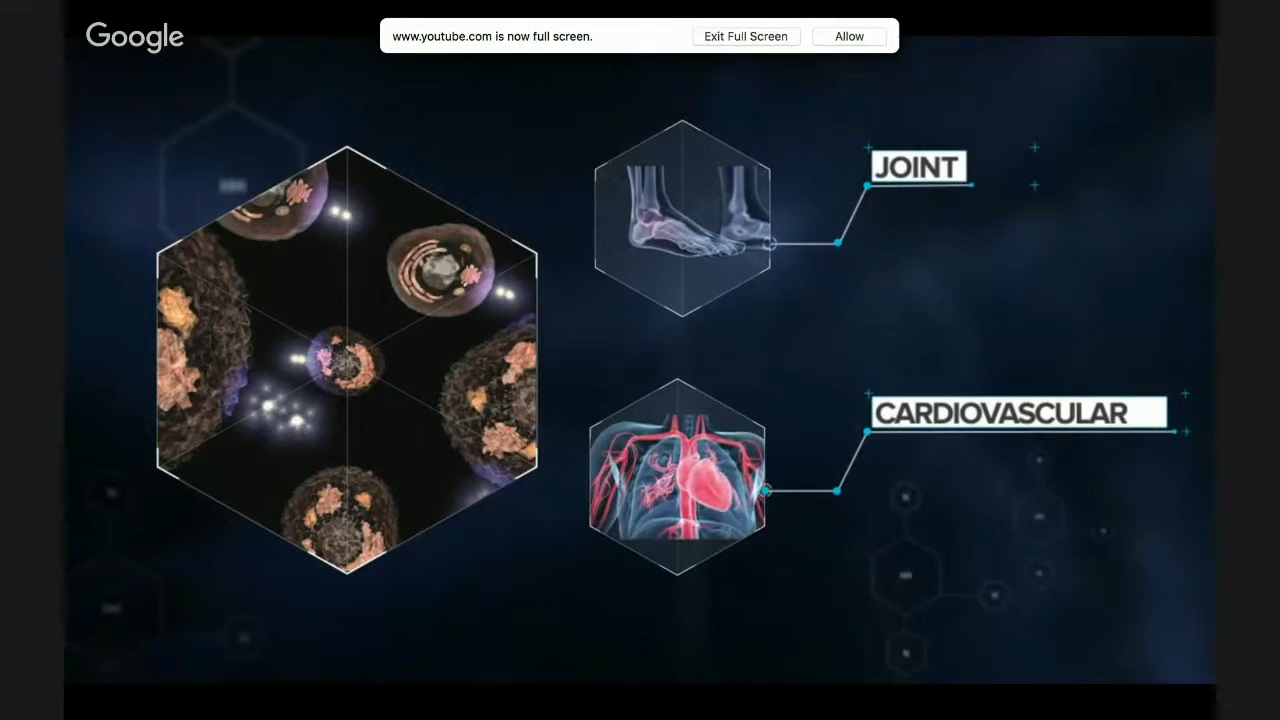 Google
www.youtube.com is now full screen.
Exit Full Screen
Allow
JOINT
CARDIOVASCULAR